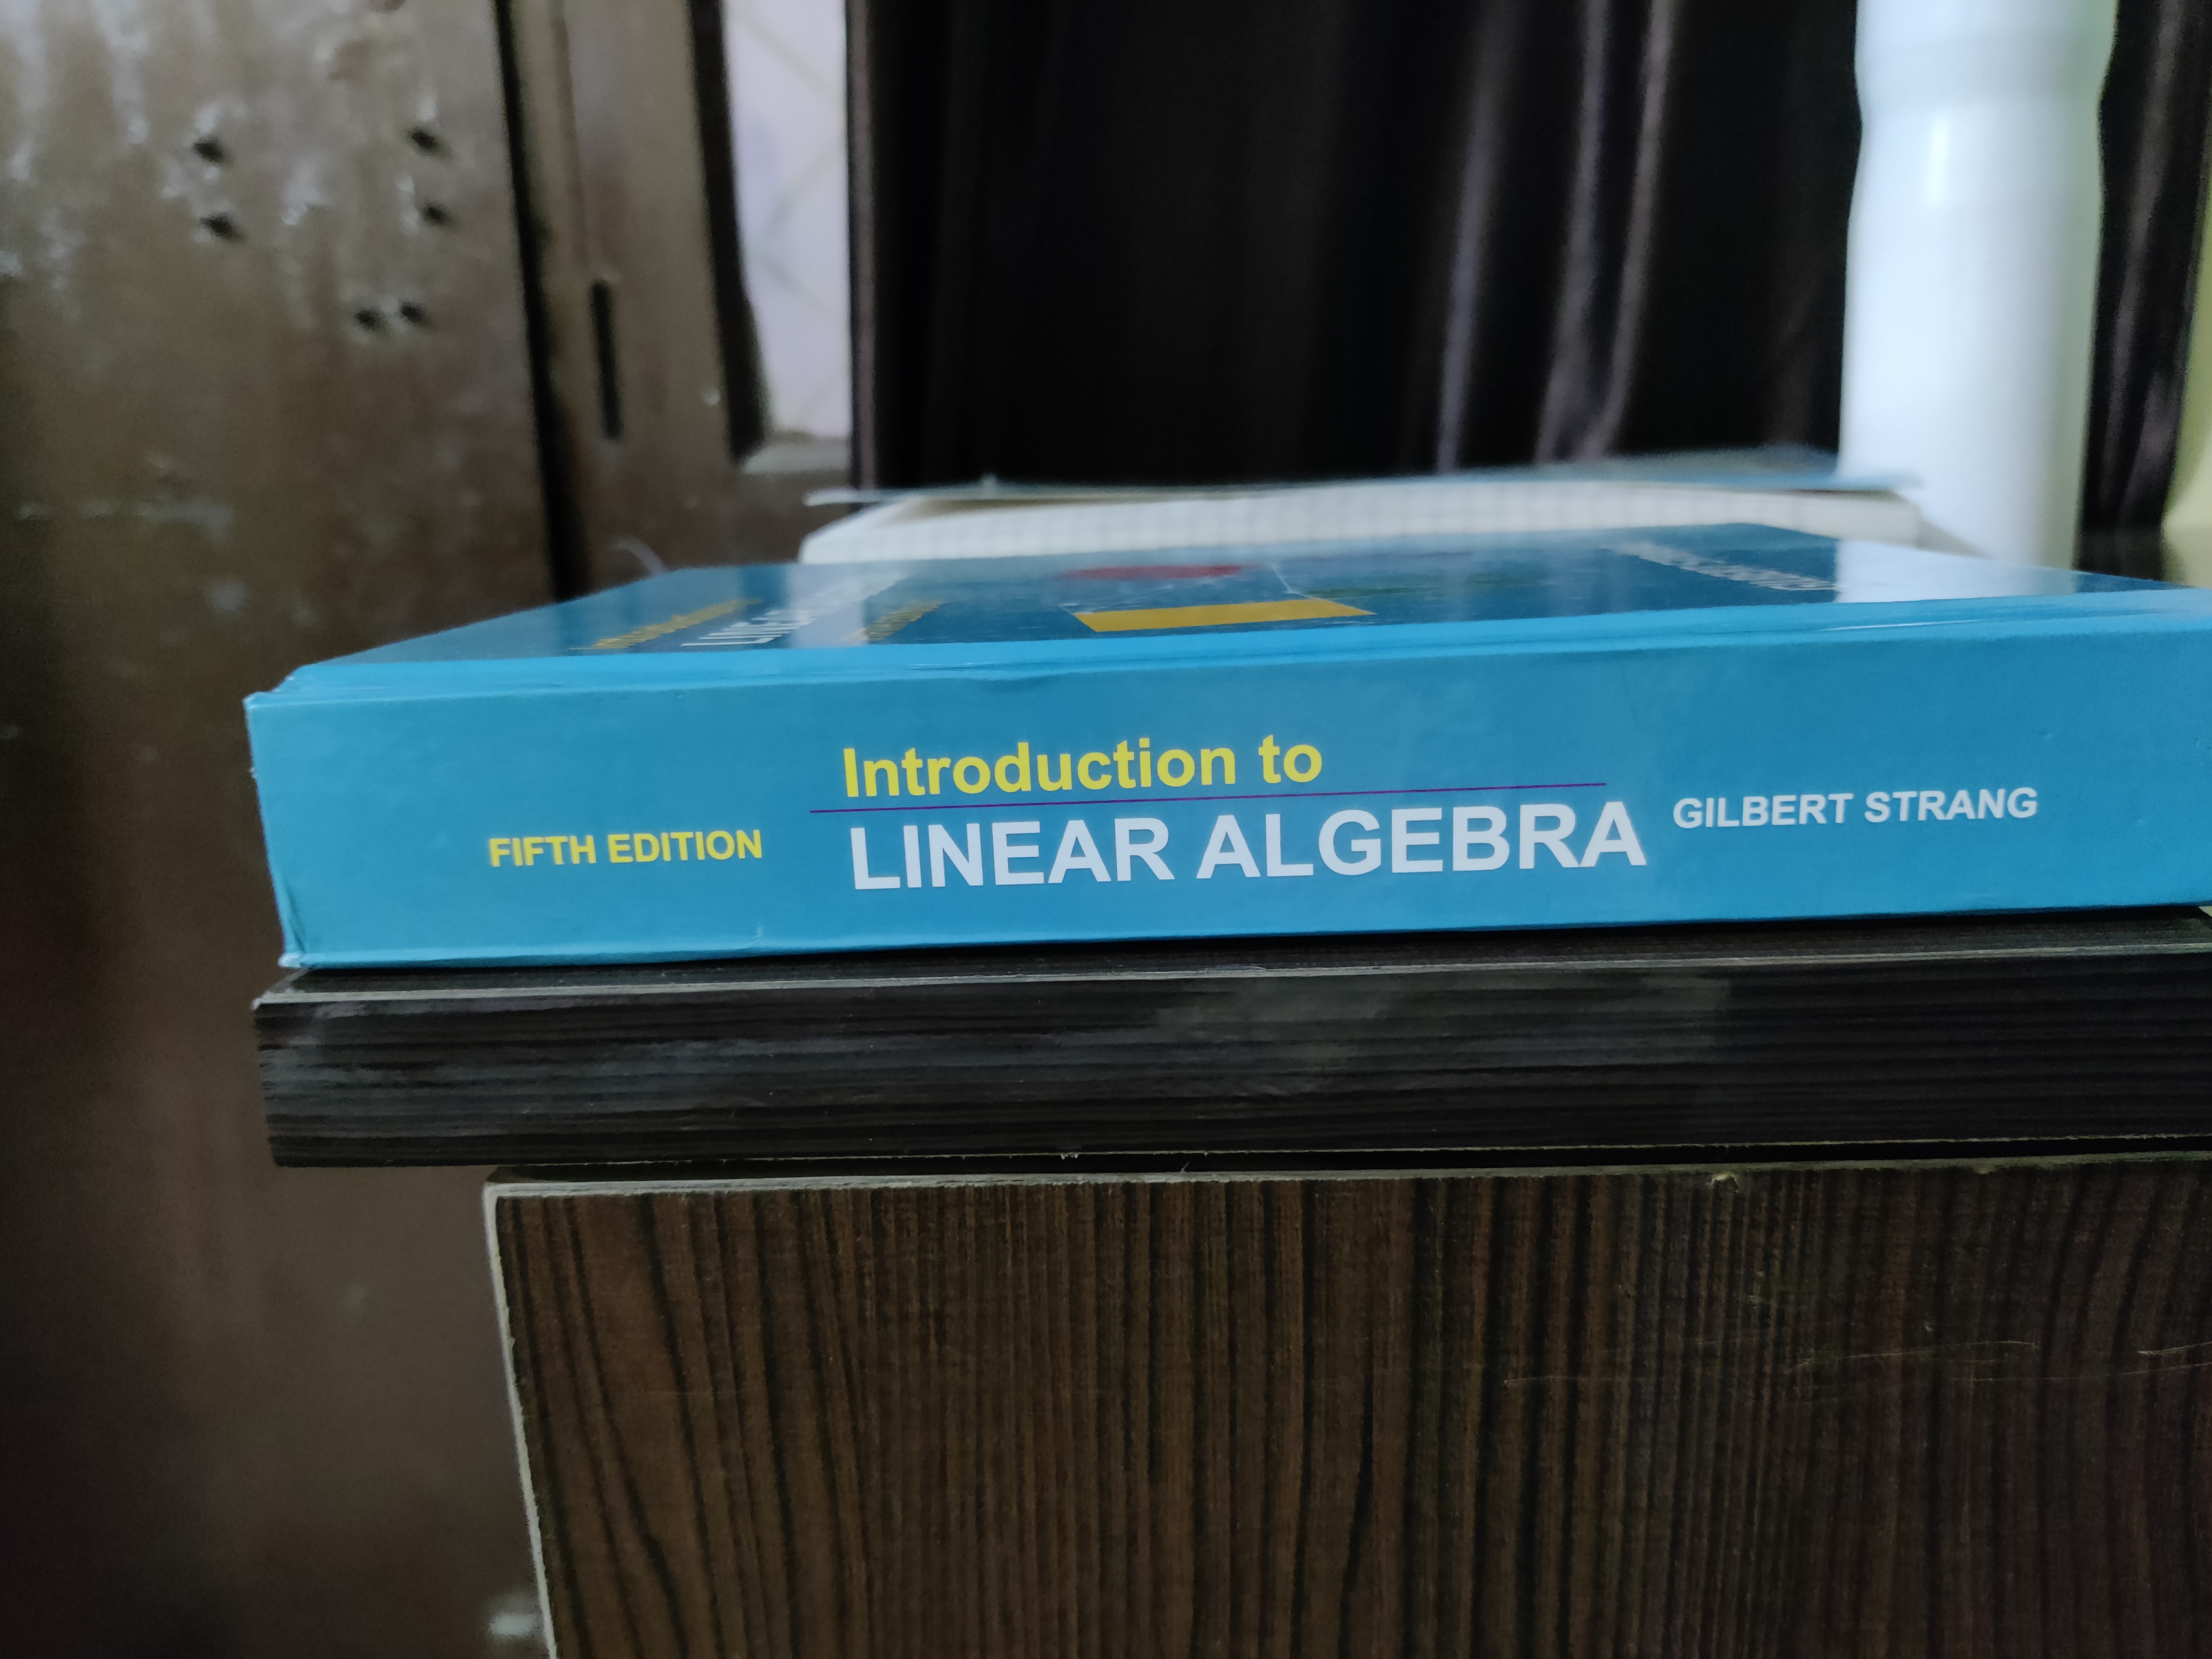 FIFTH EDITION
Introduction to
LINEAR ALGEBRA
GILBERT STRANG